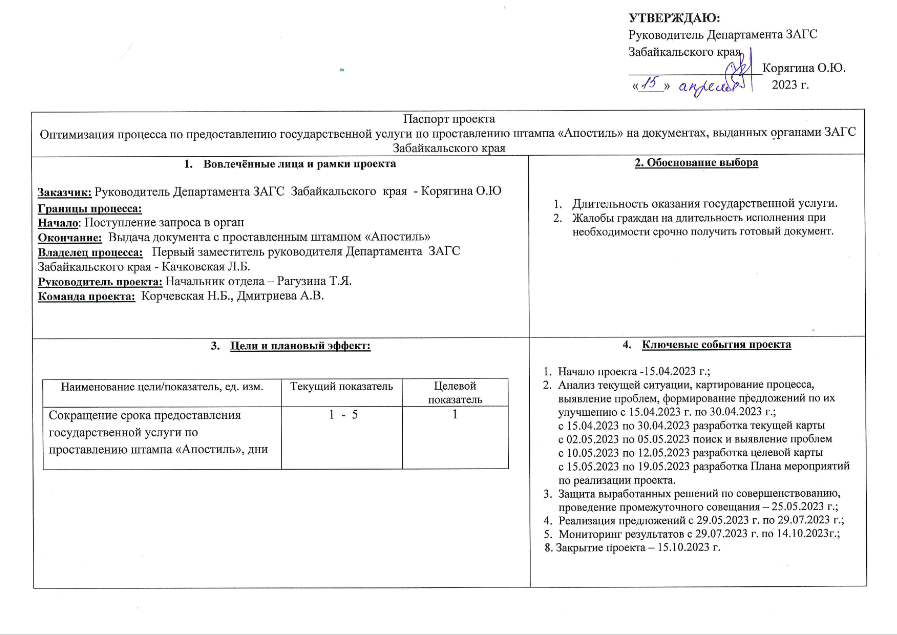 УТВЕРЖДАЮ:
Руководитель Департамента ЗАГС
Забайкальского края
Корягина О.Ю.
«15» апреля 2023 г.
Паспорт проекта
Оптимизация процесса по предоставлению государственной услуги по проставлению штампа «Апостиль» на документах, выданных органами ЗАГС
Забайкальского края
1. Вовлечённые лица и рамки проекта
Заказчик: Руководитель Департамента ЗАГС Забайкальского края - Корягина О.Ю
Границы процесса:
Начало: Поступление запроса в орган
Окончание: Выдача документа с проставленным штампом «Апостиль»
Владелец процесса: Первый заместитель руководителя Департамента ЗАГС
Забайкальского края - Качковская Л.Б.
Руководитель проекта: Начальник отдела – Рагузина Т.Я.
Команда проекта: Корчевская Н.Б., Дмитриева А.В.
2. Обоснование выбора
1. Длительность оказания государственной услуги.
2. Жалобы граждан на длительность исполнения при
необходимости срочно получить готовый документ.
3. Цели и плановый эффект:
Наименование цели/показатель, ед. изм.
Текущий показатель
Целевой
показатель
Сокращение срока предоставления
государственной услуги по
проставлению штампа «Апостиль», дни
1 - 5
1
4. Ключевые события проекта
1. Начало проекта -15.04.2023 г.;
2. Анализ текущей ситуации, картирование процесса,
выявление проблем, формирование предложений по их
улучшению с 15.04.2023 г. по 30.04.2023 г.;
с 15.04.2023 по 30.04.2023 разработка текущей карты
с 02.05.2023 по 05.05.2023 поиск и выявление проблем
с 10.05.2023 по 12.05.2023 разработка целевой карты
с 15.05.2023 по 19.05.2023 разработка Плана мероприятий
по реализации проекта.
3. Защита выработанных решений по совершенствованию,
проведение промежуточного совещания – 25.05.2023 г.;
4. Реализация предложений с 29.05.2023 г. по 29.07.2023 г.;
5. Мониторинг результатов с 29.07.2023 г. по 14.10.2023г.;
8. Закрытие проекта – 15.10.2023 г.